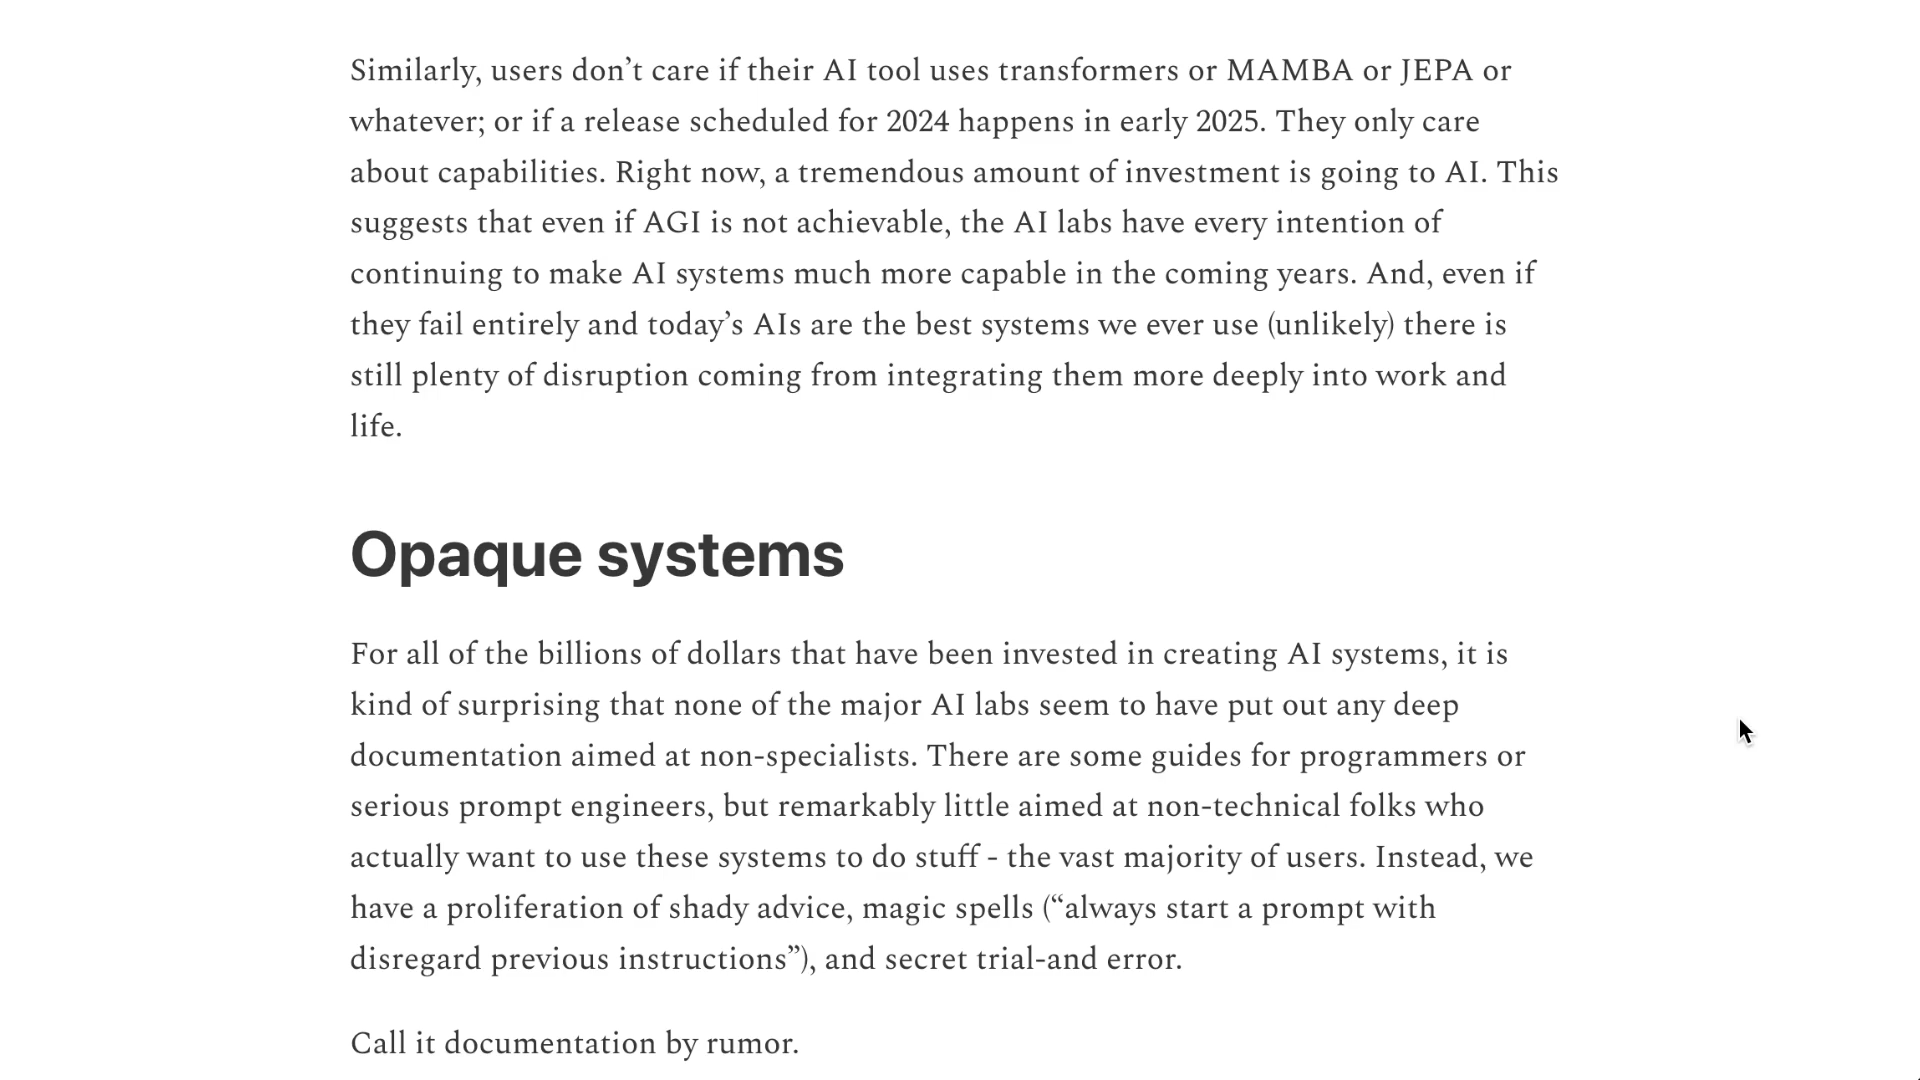 Similarly, users don’t care if their AI tool uses transformers or MAMBA or JEPA or
whatever; or if a release scheduled for 2024 happens in early 2025. They only care
about capabilities. Right now, a tremendous amount of investment is going to AI. This
suggests that even if AGI is not achievable, the AI labs have every intention of
continuing to make AI systems much more capable in the coming years. And, even if
they fail entirely and today’s AIs are the best systems we ever use (unlikely) there is
still plenty of disruption coming from integrating them more deeply into work and
life.
Opaque systems
For all of the billions of dollars that have been invested in creating AI systems, it is
kind of surprising that none of the major AI labs seem to have put out any deep
documentation aimed at non-specialists. There are some guides for programmers or
serious prompt engineers, but remarkably little aimed at non-technical folks who
actually want to use these systems to do stuff - the vast majority of users. Instead, we
have a proliferation of shady advice, magic spells (“always start a prompt with
disregard previous instructions”), and secret trial-and error.
Call it documentation by rumor.